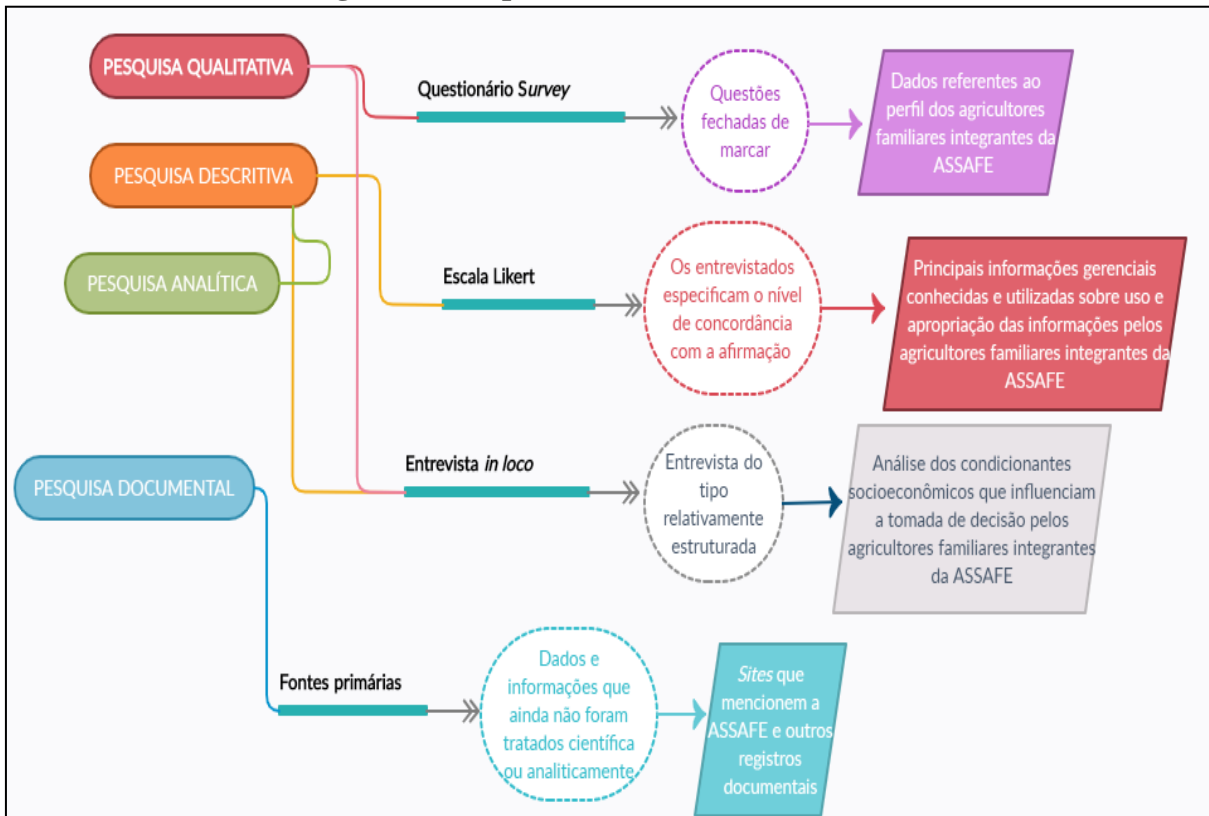 PESQUISA QUALITATIVA
Questionário Survey
Questões
fechadas de
marcar
Dados referentes ao
perfil dos agricultores
familiares integrantes da
ASSAFE
PESQUISA DESCRITIVA
PESQUISA ANALÍTICA
Escala Likert
Os entrevistados
especificam o nível
de concordância
com a afirmação
Principais informações gerenciais
conhecidas e utilizadas sobre uso e
apropriação das informações pelos
agricultores familiares integrantes da
ASSAFE
PESQUISA DOCUMENTAL
Entrevista in loco
Entrevista do
tipo
relativamente
estruturada
Análise dos condicionantes
socioeconômicos que influenciam
a tomada de decisão pelos
agricultores familiares integrantes
da ASSAFE
Fontes primárias
Dados e
informações que
ainda não foram
tratados científica
ou analiticamente
Sites que
mencionem a
ASSAFE e outros
registros
documentais